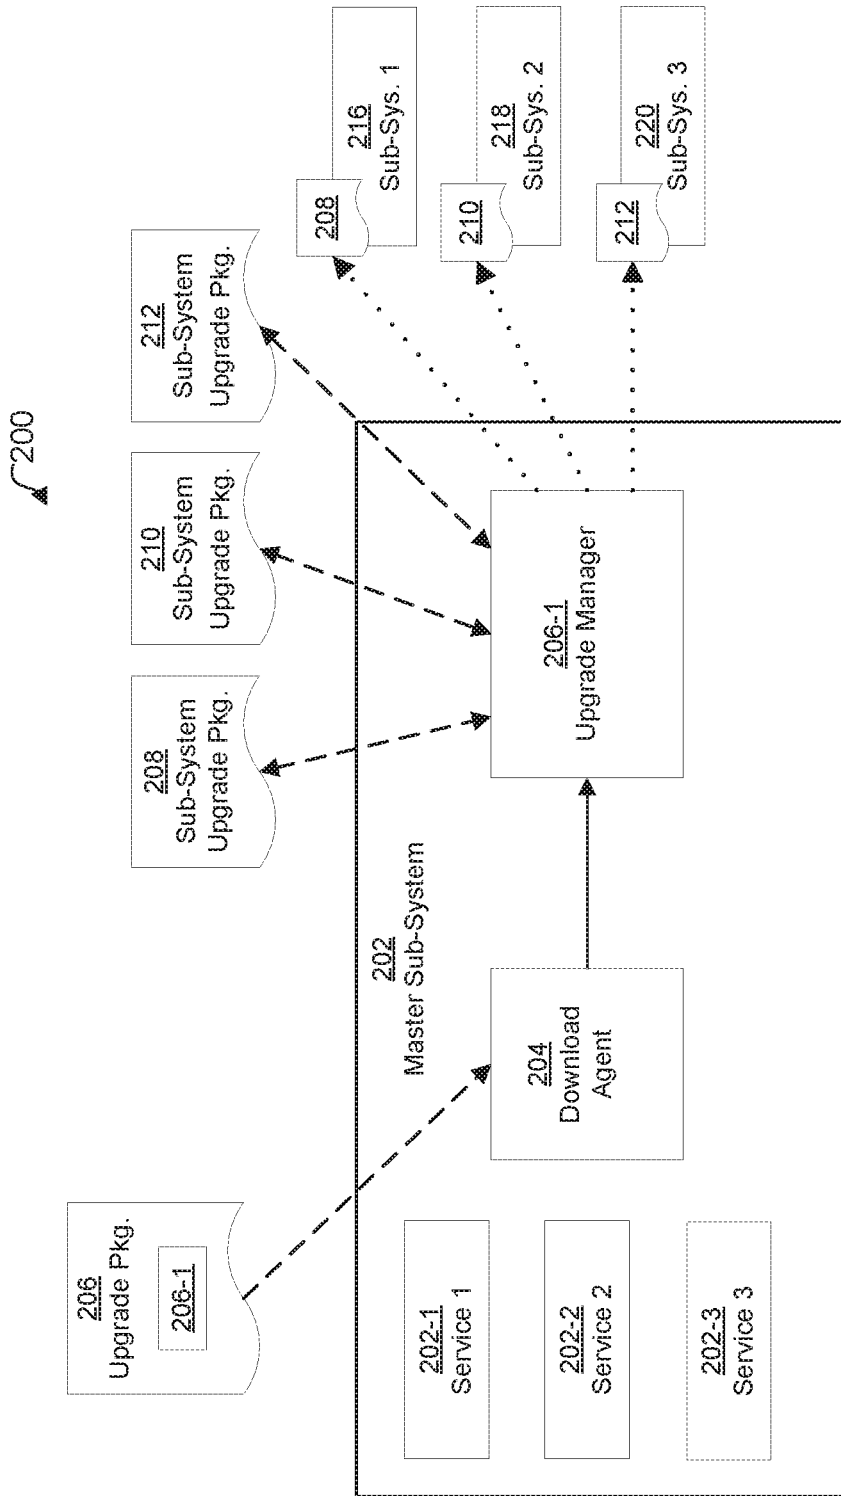 200
206
Upgrade Pkg.
206-1
208
Sub-System
Upgrade Pkg.
210
Sub-System
Upgrade Pkg.
212
Sub-System
Upgrade Pkg.
208
216
Sub-Sys. 1
210
218
Sub-Sys. 2
212
220
Sub-Sys. 3
202
Master Sub-System
202-1
Service 1
202-2
Service 2
202-3
Service 3
204
Download
Agent
206-1
Upgrade Manager